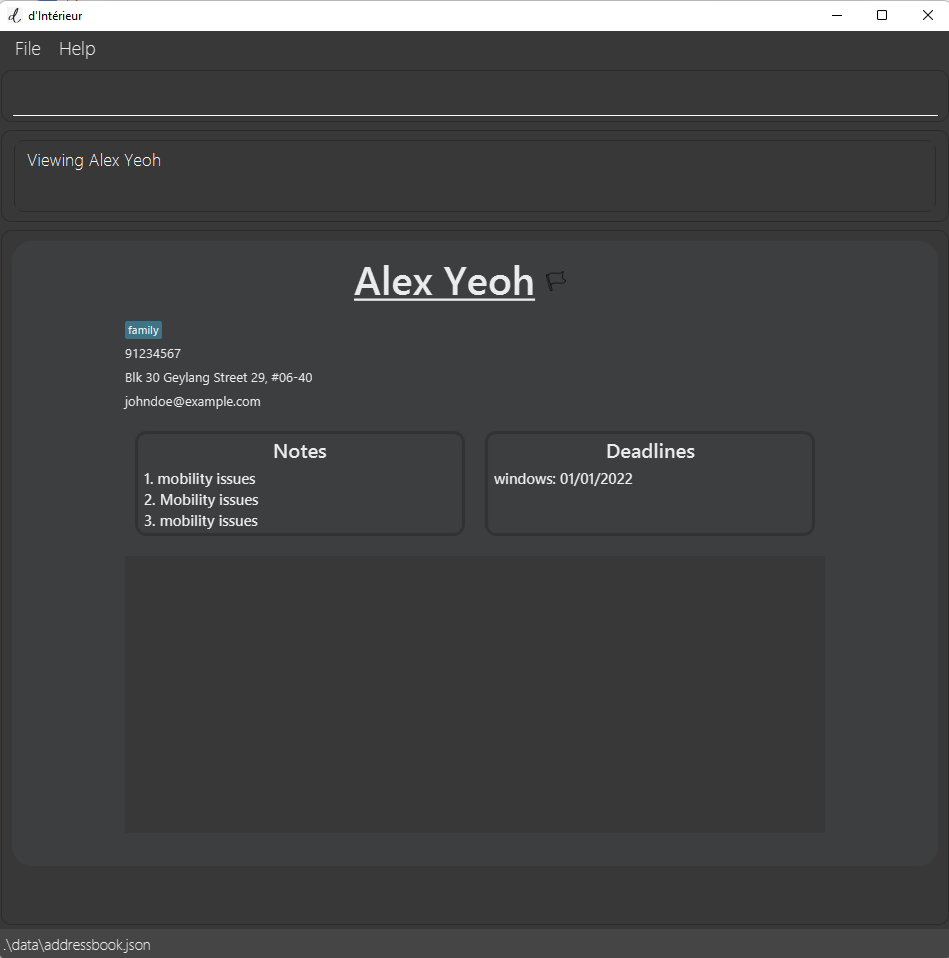 d'Intérieur
File Help
Viewing Alex Yeoh
Alex Yeoh
family
91234567
Blk 30 Geylang Street 29, #06-40
johndoe@example.com
Notes
1. mobility issues
2. Mobility issues
3. mobility issues
Deadlines
windows: 01/01/2022
.\data\addressbook.json